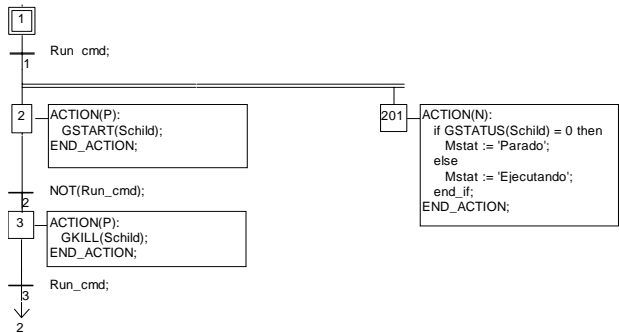 1
Run cmd;
1
2
ACTION(P):
GSTART(Schild);
END_ACTION;
201
ACTION(N):
if GSTATUS(Schild) = 0 then
Mstat := 'Parado';
else
Mstat := 'Ejecutando';
end_if;
END_ACTION;
NOT(Run_cmd);
2
3
ACTION(P):
GKILL(Schild);
END_ACTION;
Run_cmd;
3
2